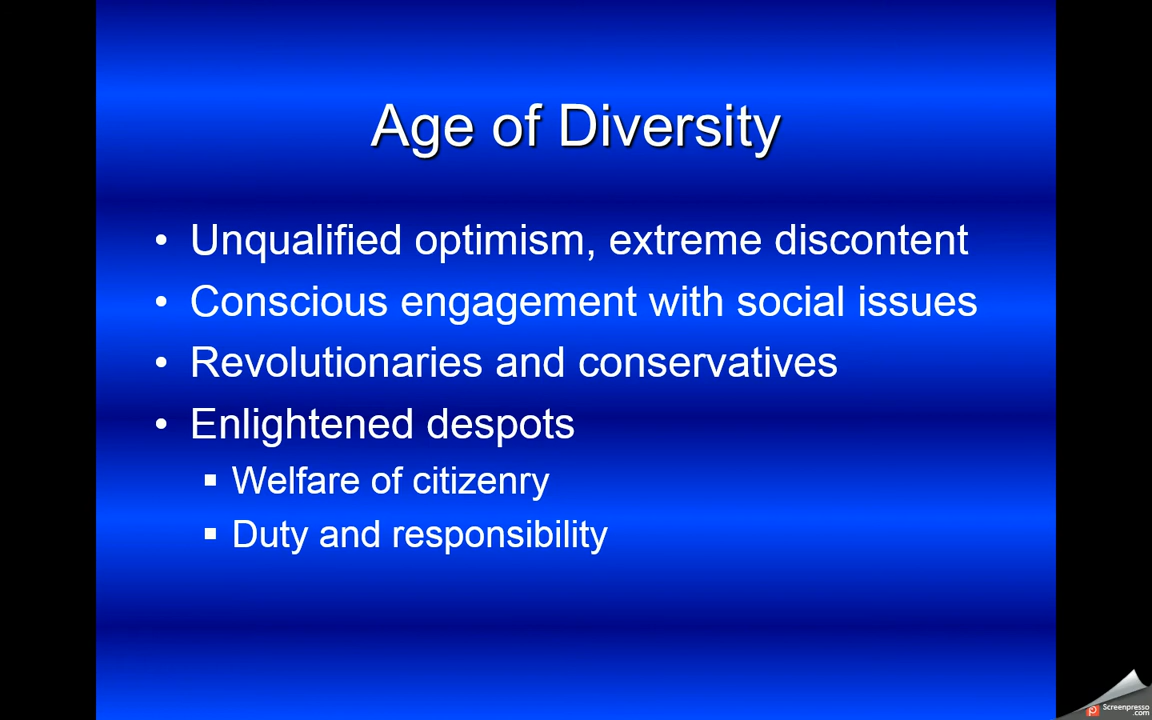 Age of Diversity
• Unqualified optimism, extreme discontent
• Conscious engagement with social issues
• Revolutionaries and conservatives
• Enlightened despots
▪ Welfare of citizenry
▪ Duty and responsibility
Screenpresso
.com